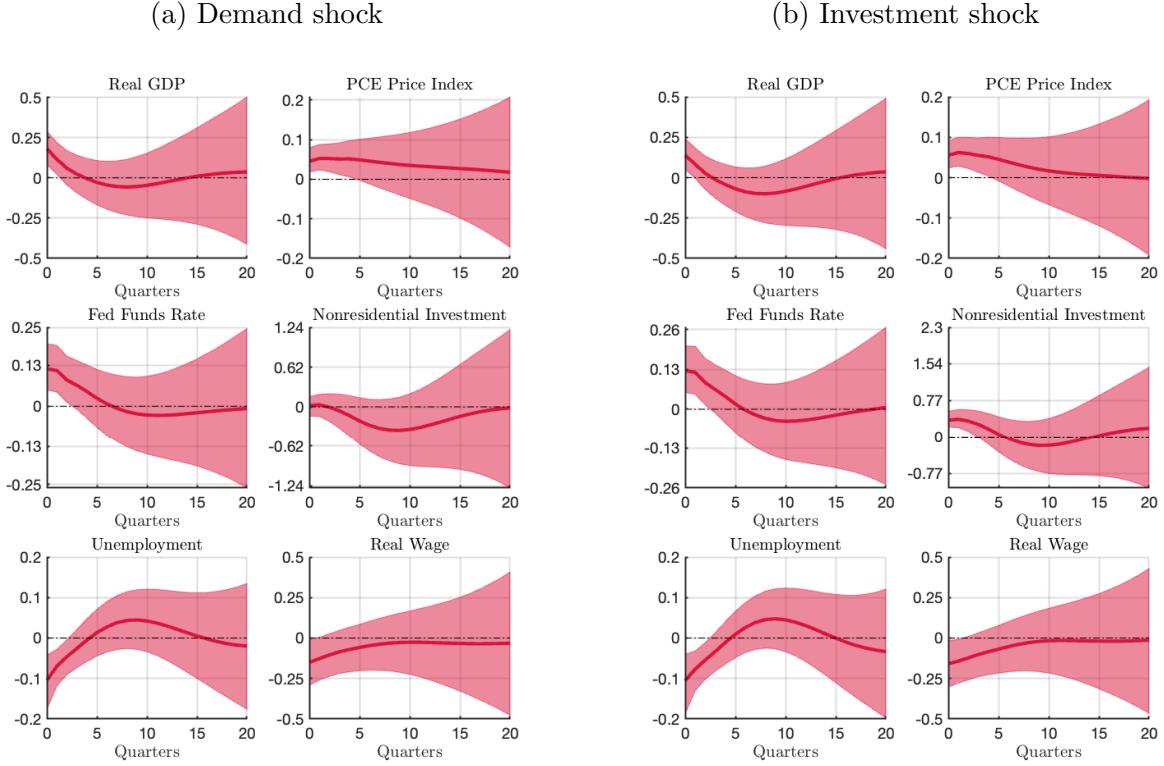 (a) Demand shock
(b) Investment shock
Real GDP
0.5
0.25
0
-0.25
-0.5
0 5 10 15 20
Quarters
PCE Price Index
0.2
0.1
0
-0.1
-0.2
0 5 10 15 20
Quarters
Real GDP
0.5
0.25
0
-0.25
-0.5
0 5 10 15 20
Quarters
PCE Price Index
0.2
0.1
0
-0.1
-0.2
0 5 10 15 20
Quarters
Fed Funds Rate
0.25
0.13
0
-0.13
-0.25
0 5 10 15 20
Quarters
Nonresidential Investment
1.24
0.62
0
-0.62
-1.24
0 5 10 15 20
Quarters
Fed Funds Rate
0.26
0.13
0
-0.13
-0.26
0 5 10 15 20
Quarters
Nonresidential Investment
2.3
1.54
0.77
0
-0.77
0 5 10 15 20
Quarters
Unemployment
0.2
0.1
0
-0.1
-0.2
0 5 10 15 20
Quarters
Real Wage
0.5
0.25
0
-0.25
-0.5
0 5 10 15 20
Quarters
Unemployment
0.2
0.1
0
-0.1
-0.2
0 5 10 15 20
Quarters
Real Wage
0.5
0.25
0
-0.25
-0.5
0 5 10 15 20
Quarters